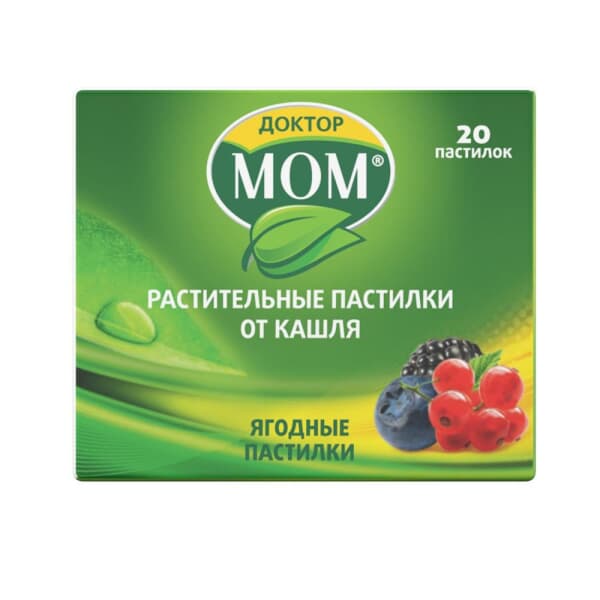 ДОКТОР
МОМ®
20
пастилок
РАСТИТЕЛЬНЫЕ ПАСТИЛКИ
ОТ КАШЛЯ
ЯГОДНЫЕ
ПАСТИЛКИ